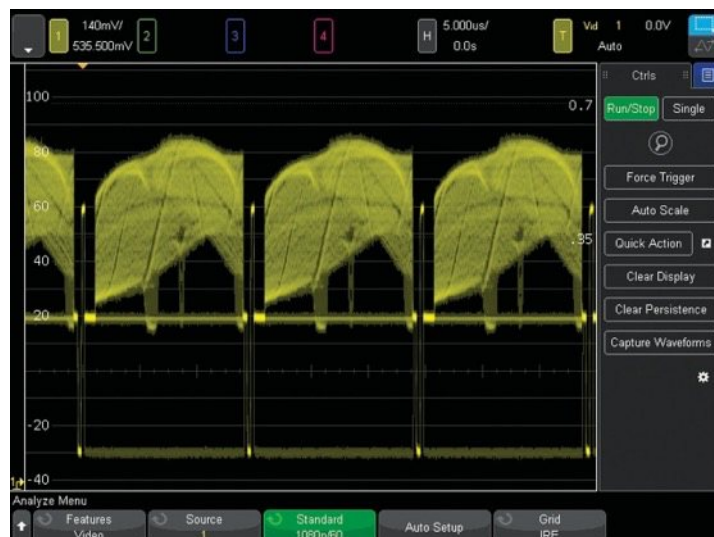 1 140mV/ 2 3 4 H 5.000us/ T Vid 1 0.0V
535.500mV 0.0s Auto
Ctrls
100
0.7
Run/Stop Single
80
Force Trigger
60
Auto Scale
.35
Quick Action
40
Clear Display
20
Clear Persistence
Capture Waveforms
-20
-40
Analyze Menu
Features Source Standard Auto Setup Grid
Video 1 1080p/60 IRE